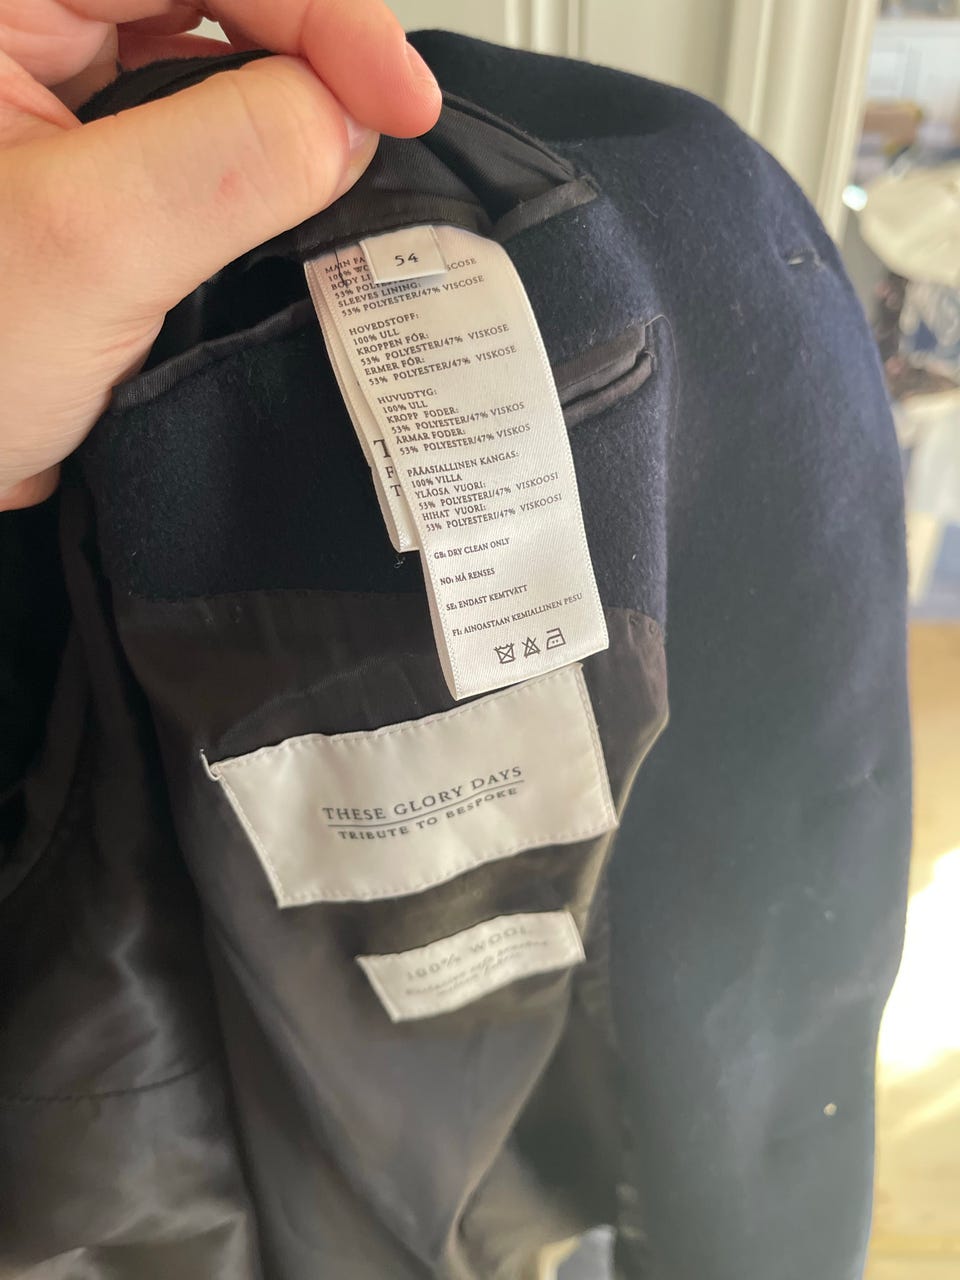 54
MAIN FA
100% WO
BODY LI
53% POLYES SCOSE
SLEEVES LINING:
53% POLYESTER/47% VISCOSE
HOVEDSTOFF:
100% ULL
KROPPEN FÔR:
53% POLYESTER/47% VISKOSE
ERMER FÔR:
53% POLYESTER/47% VISKOSE
HUVUDTYG:
100% ULL
KROPP FODER:
53% POLYESTER/47% VISKOS
ÄRMAR FODER:
53% POLYESTER/47% VISKOS
PÄÄASIALLINEN KANGAS:
100% VILLA
YLÄOSA VUORI:
53% POLYESTERI/47% VISKOOSI
HIHAT VUORI:
53% POLYESTERI/47% VISKOOSI
GB: DRY CLEAN ONLY
NO: MÅ RENSES
SE: ENDAST KEMTVÄTT
FI: AINOASTAAN KEMIALLINEN PESU
T
F
T
THESE GLORY DAYS
TRIBUTE TO BESPOKE
100% WOOL